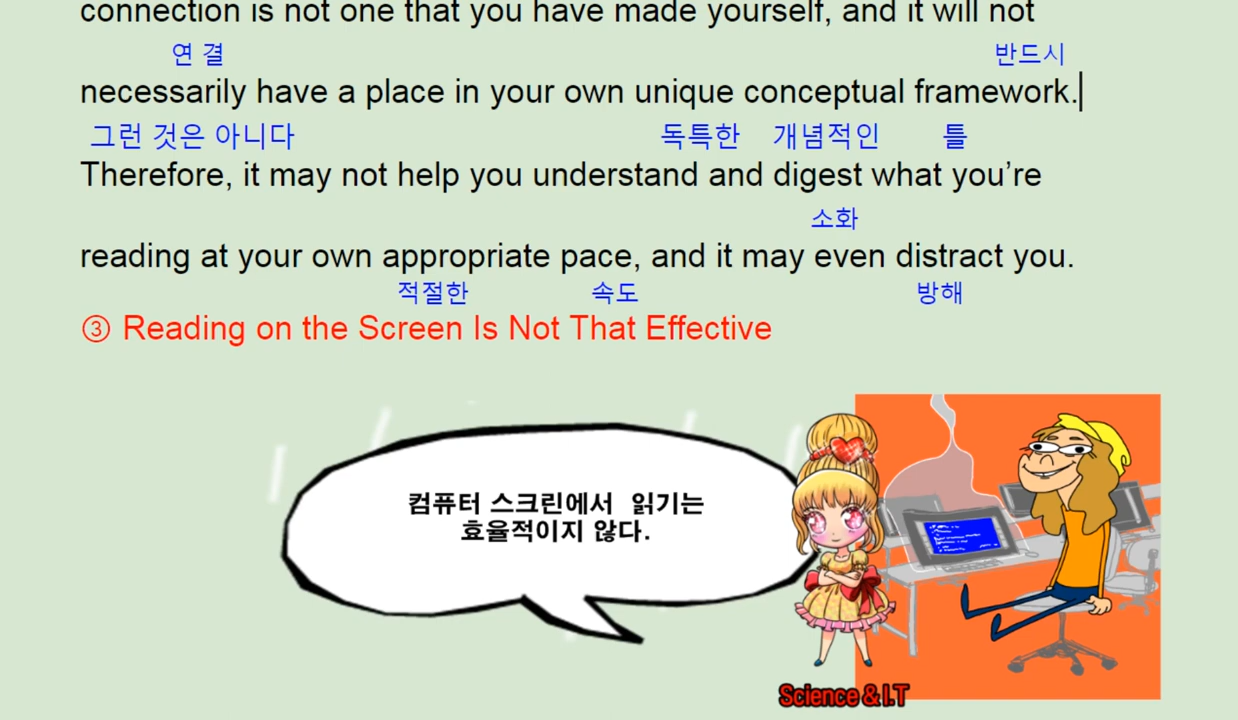 connection is not one that you have made yourself, and it will not
연 결 반드시
necessarily have a place in your own unique conceptual framework.
그런 것은 아니다 독특한 개념적인 틀
Therefore, it may not help you understand and digest what you’re
소화
reading at your own appropriate pace, and it may even distract you.
적절한 속도 방해
③ Reading on the Screen Is Not That Effective
컴퓨터 스크린에서 읽기는
효율적이지 않다.
Science & I.T